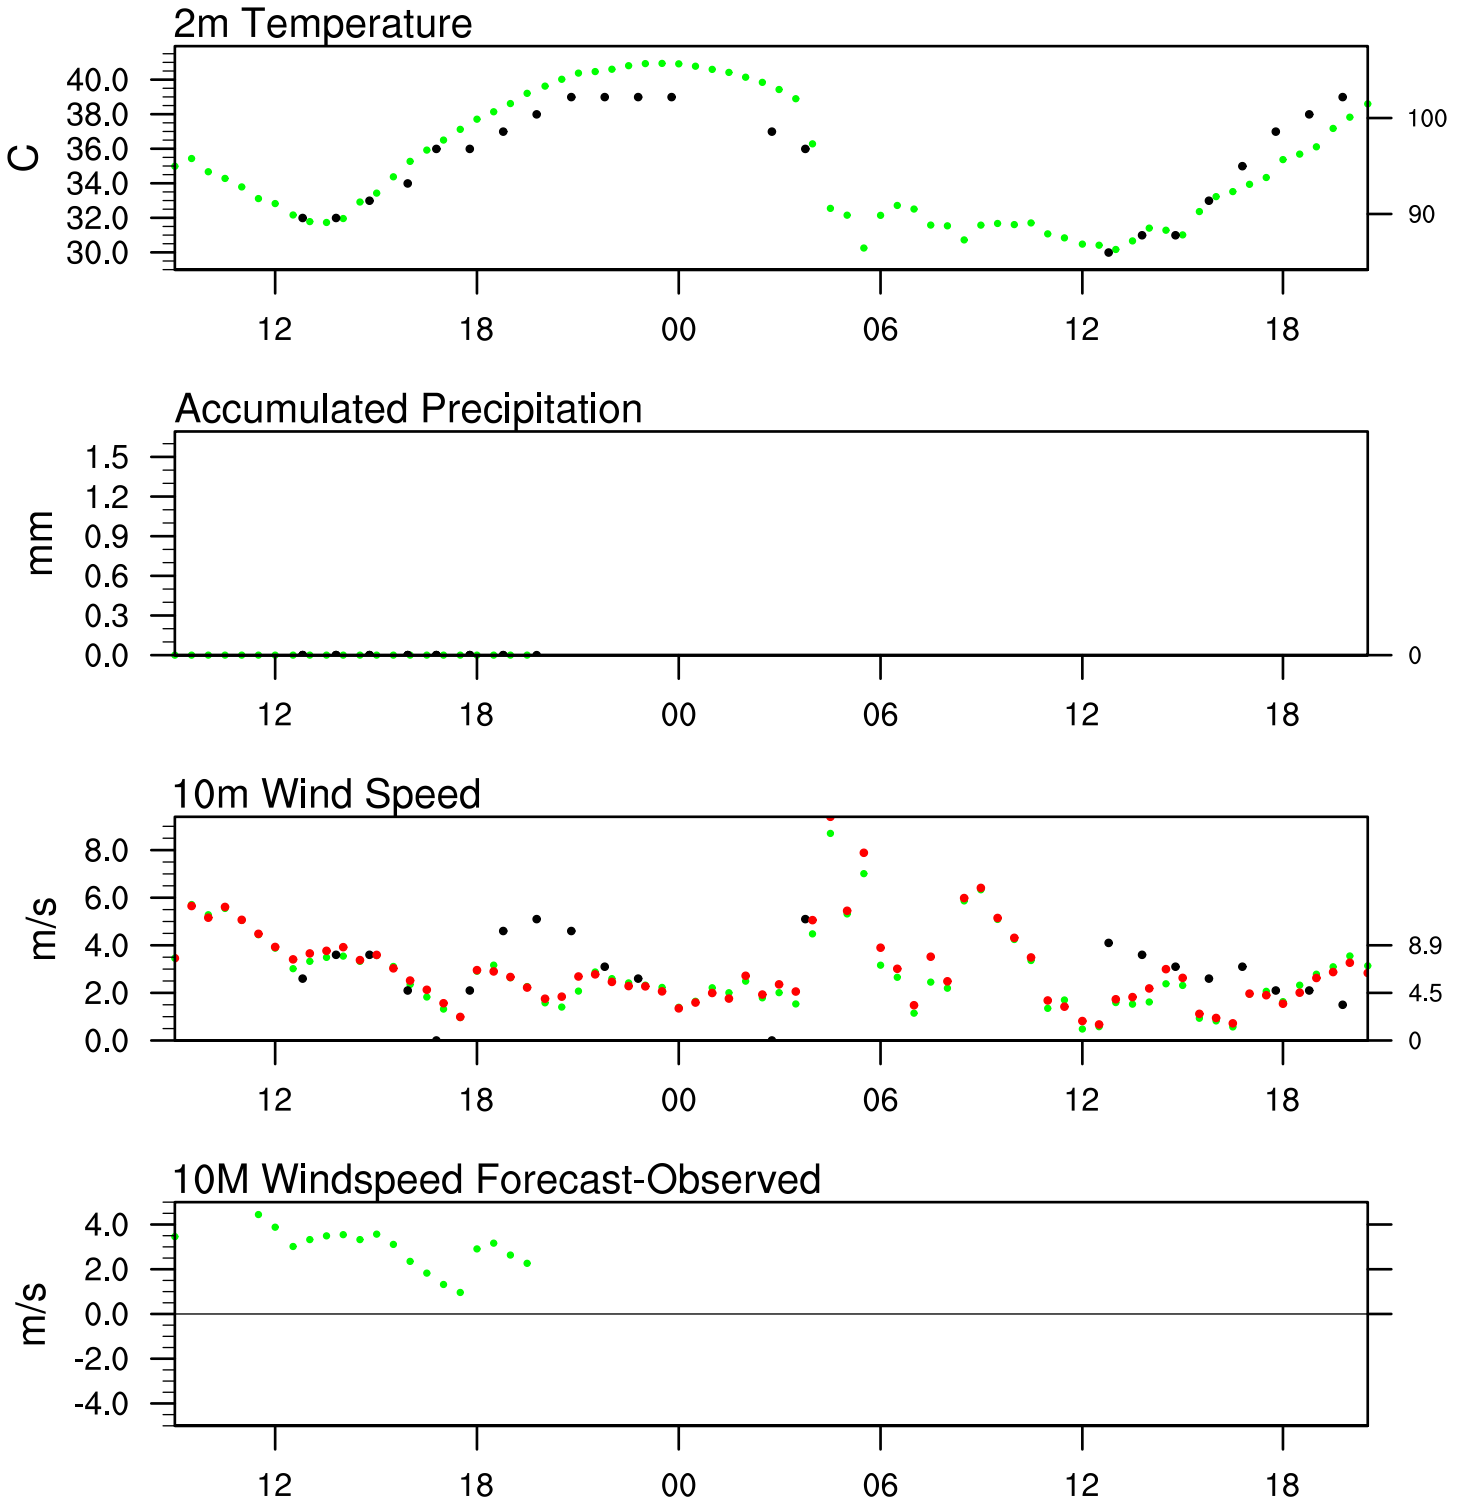 2m Temperature
C
40.0
38.0
36.0
34.0
32.0
30.0
100
90
12 18 00 06 12 18
Accumulated Precipitation
mm
1.5
1.2
0.9
0.6
0.3
0.0
0
12 18 00 06 12 18
10m Wind Speed
m/s
8.0
6.0
4.0
2.0
0.0
8.9
4.5
0
12 18 00 06 12 18
10M Windspeed Forecast-Observed
m/s
4.0
2.0
0.0
-2.0
-4.0
12 18 00 06 12 18